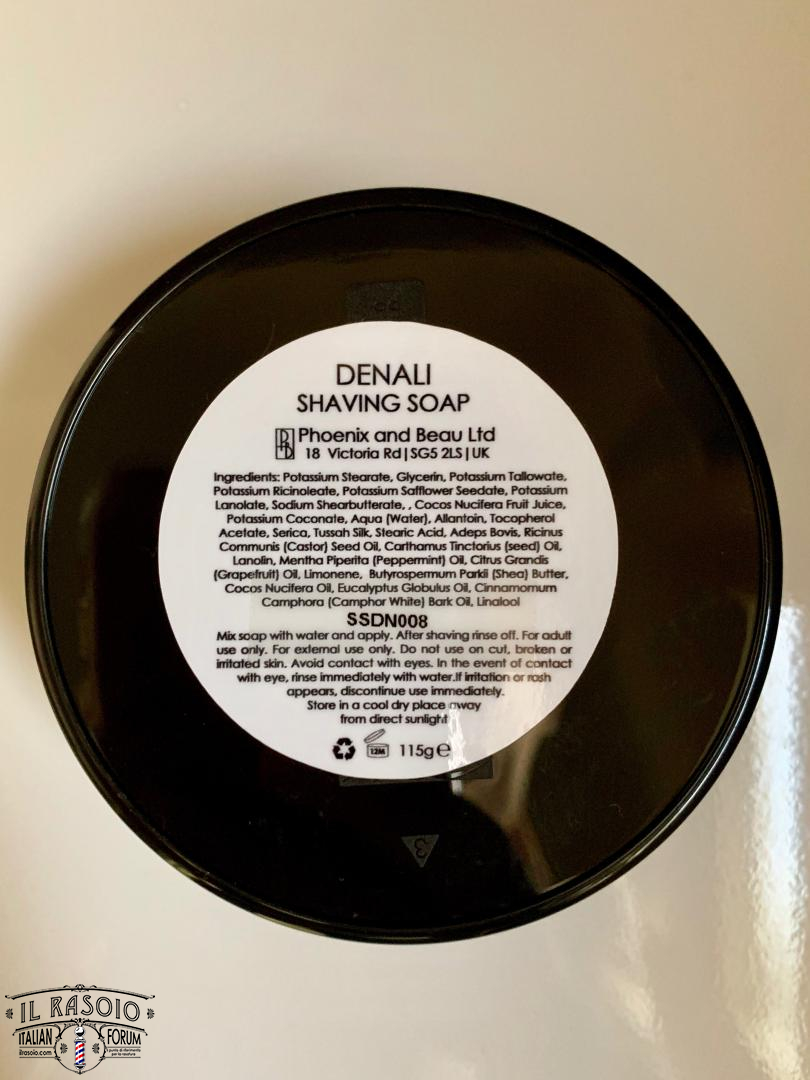 DENALI
SHAVING SOAP
Phoenix and Beau Ltd
18 Victoria Rd|SG5 2LS|UK
Ingredients: Potassium Stearate, Glycerin, Potassium Tallowate,
Potassium Ricinoleate, Potassium Safflower Seedate, Potassium
Lanolate, Sodium Shearbutterate, , Cocos Nucifera Fruit Juice,
Potassium Coconate, Aqua (Water), Allantoin, Tocopherol
Acetate, Serica, Tussah Silk, Stearic Acid, Adeps Bovis, Ricinus
Communis (Castor) Seed Oil, Carthamus Tinctorius (seed) Oil,
Lanolin, Mentha Piperita (Peppermint) Oil, Citrus Grandis
(Grapefruit) Oil, Limonene, Butyrospermum Parkii (Shea) Butter,
Cocos Nucifera Oil, Eucalyptus Globulus Oil, Cinnamomum
Camphora (Camphor White) Bark Oil, Linalool
SSDN008
Mix soap with water and apply. After shaving rinse off. For adult
use only. For external use only. Do not use on cut, broken or
irritated skin. Avoid contact with eyes. In the event of contact
with eye, rinse immediately with water.If irritation or rash
appears, discontinue use immediately.
Store in a cool dry place away
from direct sunlight
12M 115g e
IL RASOIO
ITALIAN FORUM
ilrasoio.com